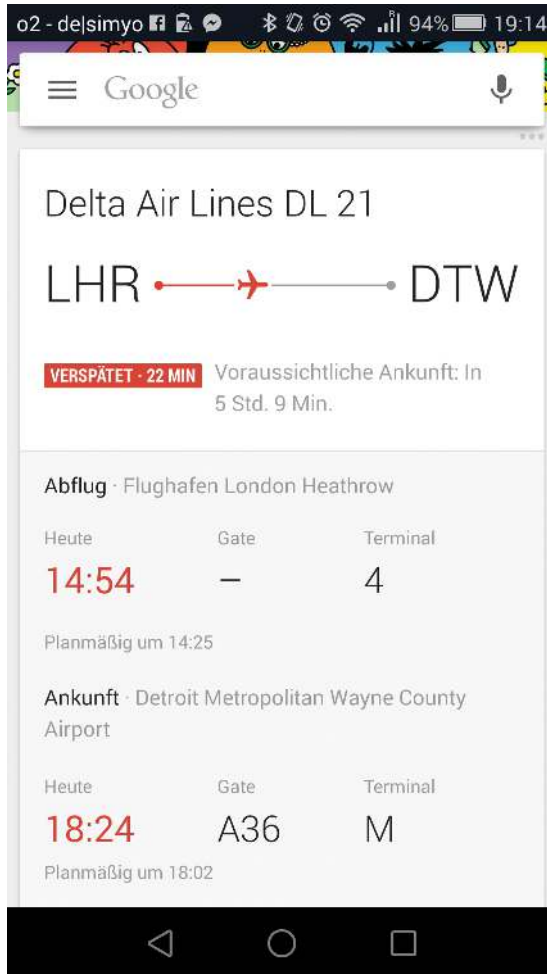 o2 - de|simyo 94% 19:14
Google
Delta Air Lines DL 21
LHR DTW
VERSPÄTET - 22 MIN Voraussichtliche Ankunft: In
5 Std. 9 Min.
Abflug · Flughafen London Heathrow
Heute Gate Terminal
14:54 – 4
Planmäßig um 14:25
Ankunft · Detroit Metropolitan Wayne County
Airport
Heute Gate Terminal
18:24 A36 M
Planmäßig um 18:02